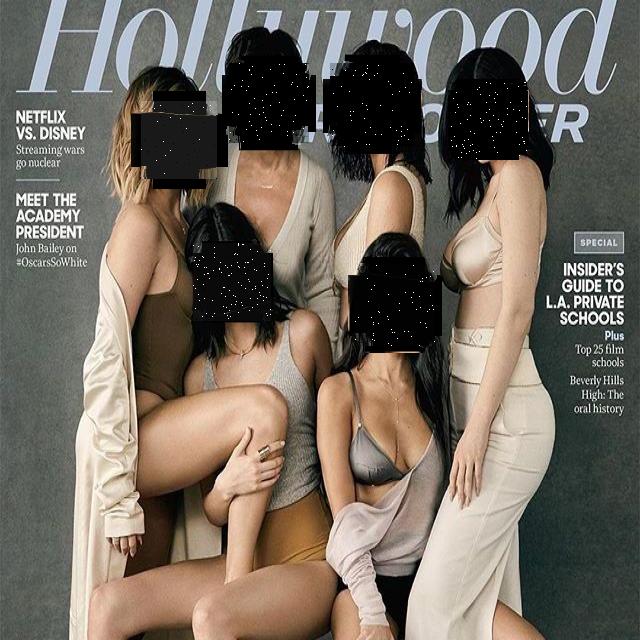 Hollywood
NETFLIX
VS. DISNEY
Streaming wars
go nuclear
MEET THE
ACADEMY
PRESIDENT
John Bailey on
#OscarsSoWhite
SPECIAL
INSIDER'S
GUIDE TO
L.A. PRIVATE
SCHOOLS
Plus
Top 25 film
schools
Beverly Hills
High: The
oral history